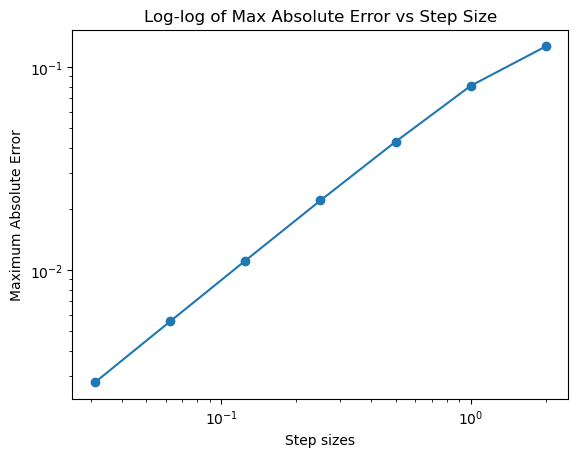 Log-log of Max Absolute Error vs Step Size
Maximum Absolute Error
10⁻¹
10⁻²
10⁻¹
10⁰
Step sizes